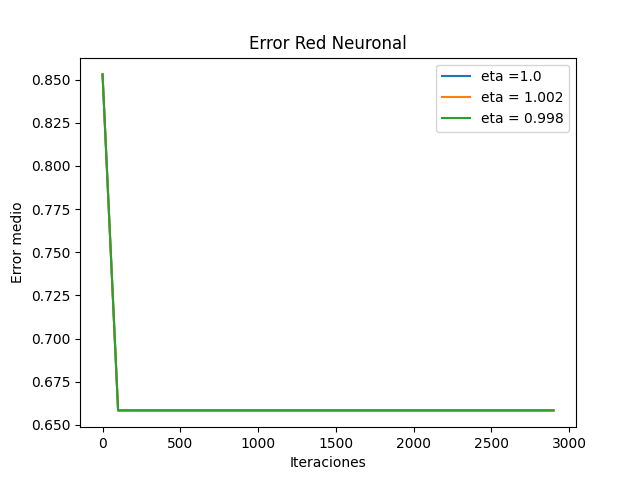 Error Red Neuronal
eta =1.0
eta = 1.002
eta = 0.998
Error medio
0.850
0.825
0.800
0.775
0.750
0.725
0.700
0.675
0.650
0
500
1000
1500
2000
2500
3000
Iteraciones